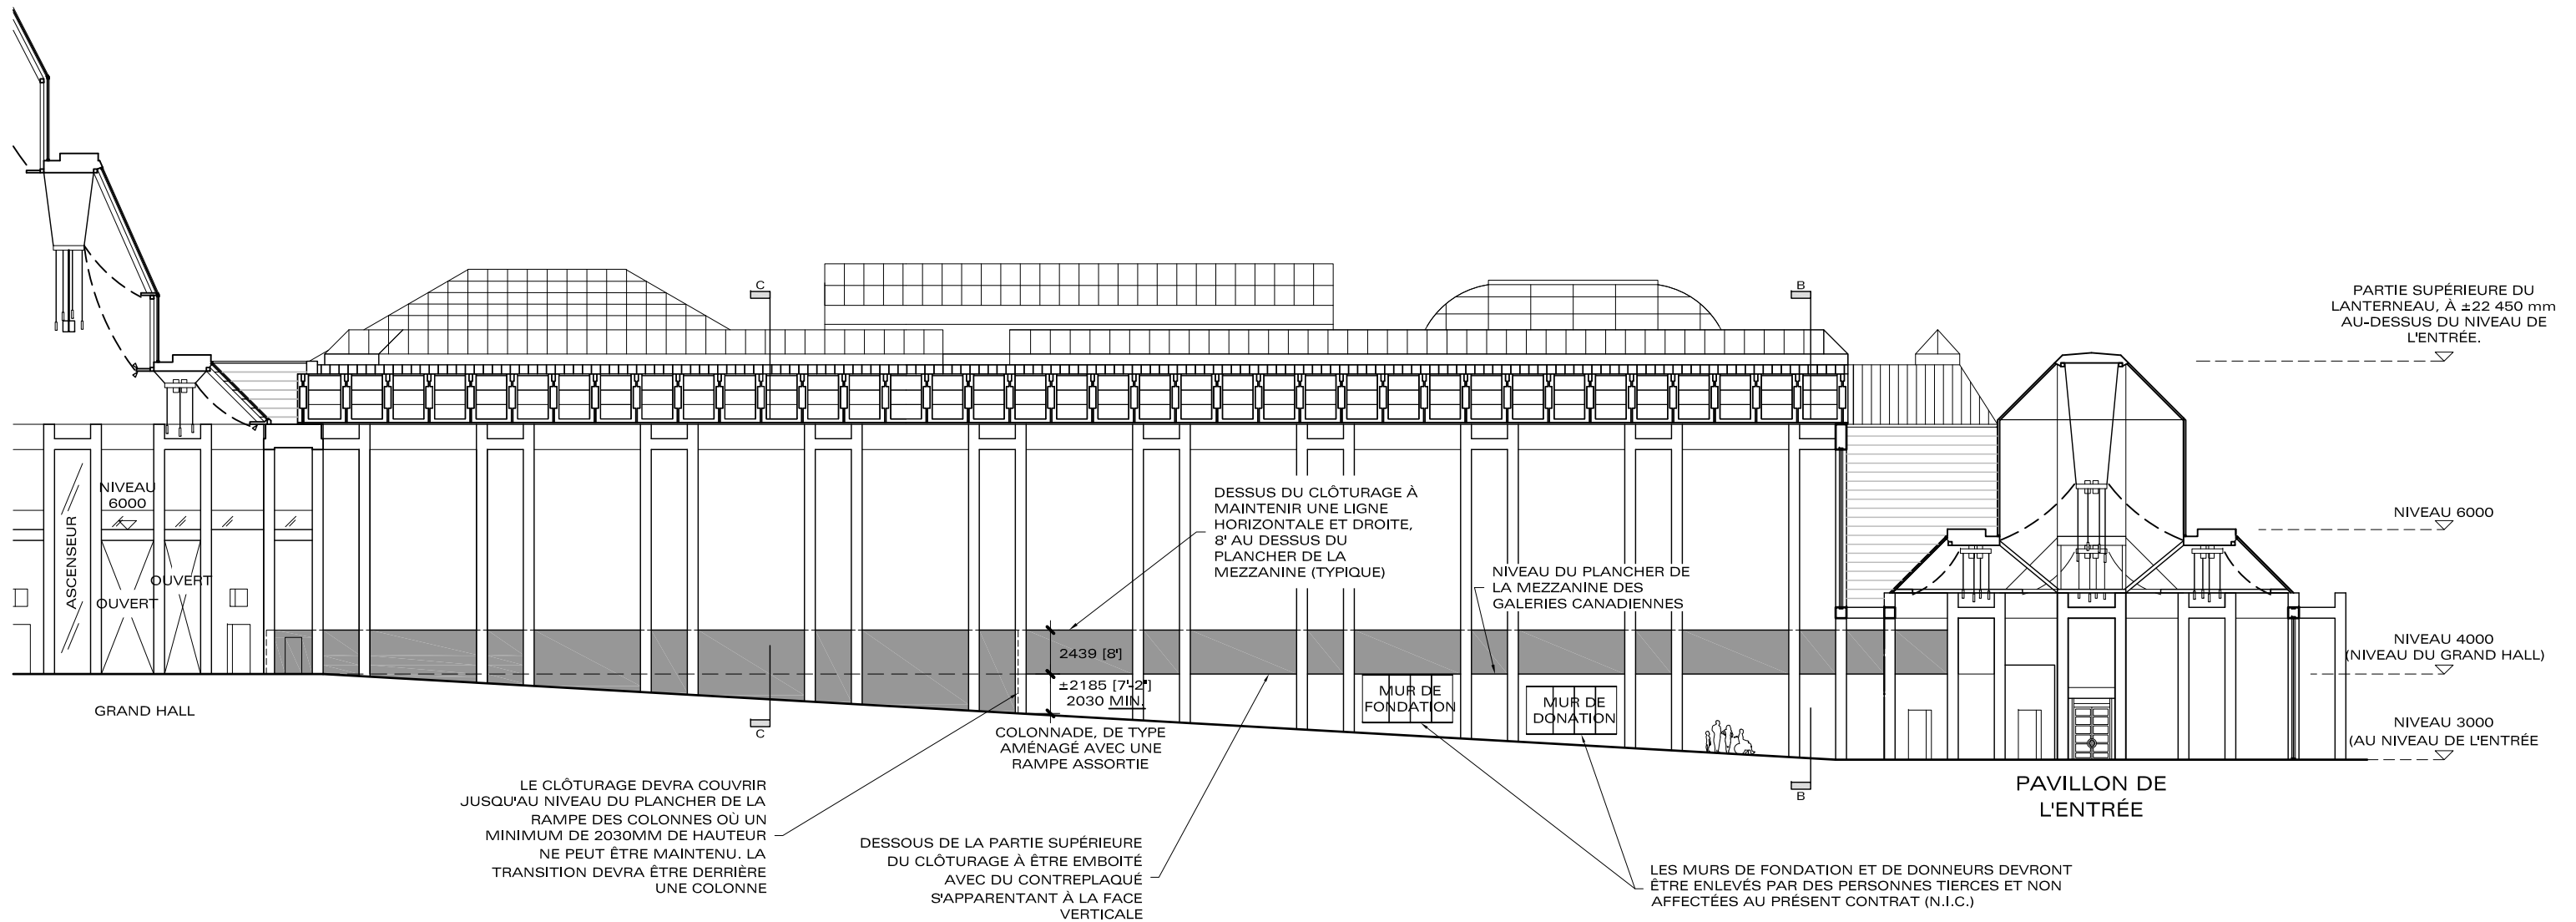 C
B
PARTIE SUPÉRIEURE DU
LANTERNEAU, À ±22 450 mm
AU-DESSUS DU NIVEAU DE
L'ENTRÉE.
NIVEAU
6000
ASCENSEUR
OUVERT
OUVERT
DESSUS DU CLÔTURAGE À
MAINTENIR UNE LIGNE
HORIZONTALE ET DROITE,
8' AU DESSUS DU
PLANCHER DE LA
MEZZANINE (TYPIQUE)
NIVEAU DU PLANCHER DE
LA MEZZANINE DES
GALERIES CANADIENNES
NIVEAU 6000
NIVEAU 4000
(NIVEAU DU GRAND HALL)
2439 [8']
±2185 [7'-2"]
2030 MIN.
MUR DE
FONDATION
MUR DE
DONATION
GRAND HALL
C
COLONNADE, DE TYPE
AMÉNAGÉ AVEC UNE
RAMPE ASSORTIE
NIVEAU 3000
(AU NIVEAU DE L'ENTRÉE
B
PAVILLON DE
L'ENTRÉE
LE CLÔTURAGE DEVRA COUVRIR
JUSQU'AU NIVEAU DU PLANCHER DE LA
RAMPE DES COLONNES OÙ UN
MINIMUM DE 2030MM DE HAUTEUR
NE PEUT ÊTRE MAINTENU. LA
TRANSITION DEVRA ÊTRE DERRIÈRE
UNE COLONNE
DESSOUS DE LA PARTIE SUPÉRIEURE
DU CLÔTURAGE À ÊTRE EMBOITÉ
AVEC DU CONTREPLAQUÉ
S'APPARENTANT À LA FACE
VERTICALE
LES MURS DE FONDATION ET DE DONNEURS DEVRONT
ÊTRE ENLEVÉS PAR DES PERSONNES TIERCES ET NON
AFFECTÉES AU PRÉSENT CONTRAT (N.I.C.)